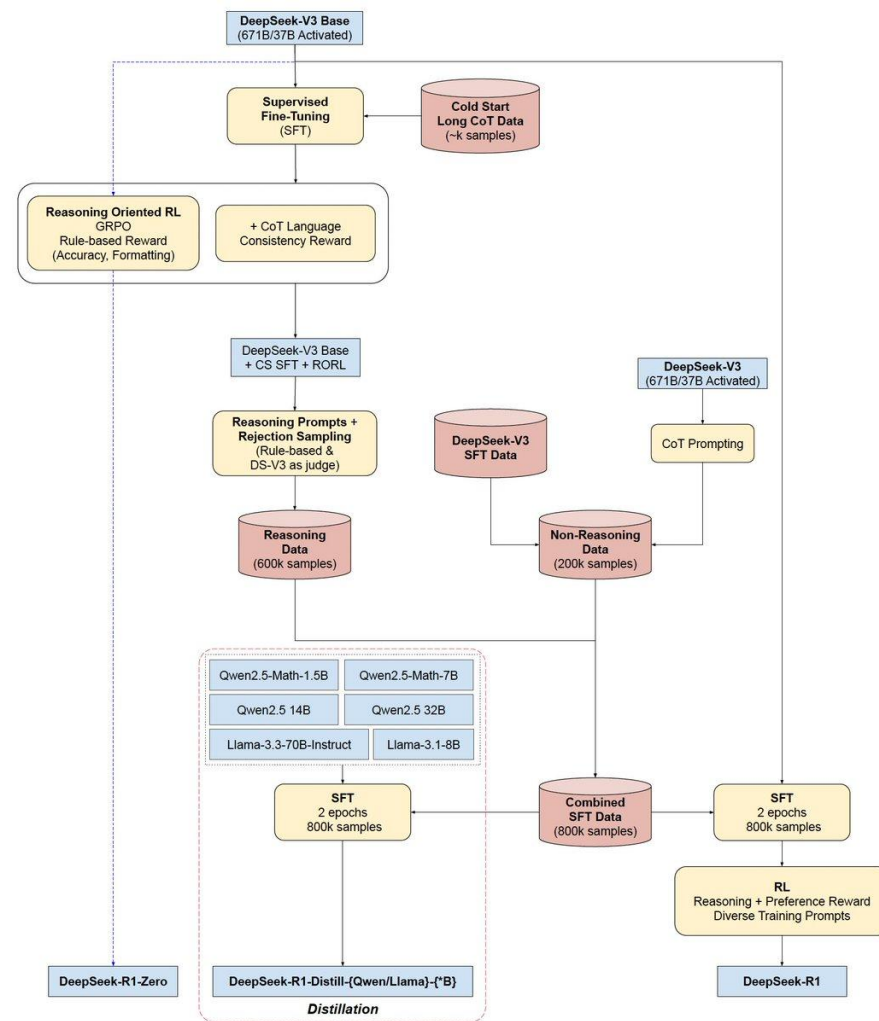 DeepSeek-V3 Base
(671B/37B Activated)
Supervised
Fine-Tuning
(SFT)
Cold Start
Long CoT Data
(~k samples)
Reasoning Oriented RL
GRPO
Rule-based Reward
(Accuracy, Formatting)
+ CoT Language
Consistency Reward
DeepSeek-V3 Base
+ CS SFT + RORL
DeepSeek-V3
(671B/37B Activated)
Reasoning Prompts +
Rejection Sampling
(Rule-based &
DS-V3 as judge)
DeepSeek-V3
SFT Data
CoT Prompting
Reasoning
Data
(600k samples)
Non-Reasoning
Data
(200k samples)
Qwen2.5-Math-1.5B
Qwen2.5-Math-7B
Qwen2.5 14B
Qwen2.5 32B
Llama-3.3-70B-Instruct
Llama-3.1-8B
SFT
2 epochs
800k samples
Combined
SFT Data
(800k samples)
SFT
2 epochs
800k samples
RL
Reasoning + Preference Reward
Diverse Training Prompts
DeepSeek-R1-Zero
DeepSeek-R1-Distill-{Qwen/Llama}-{*B}
DeepSeek-R1
Distillation